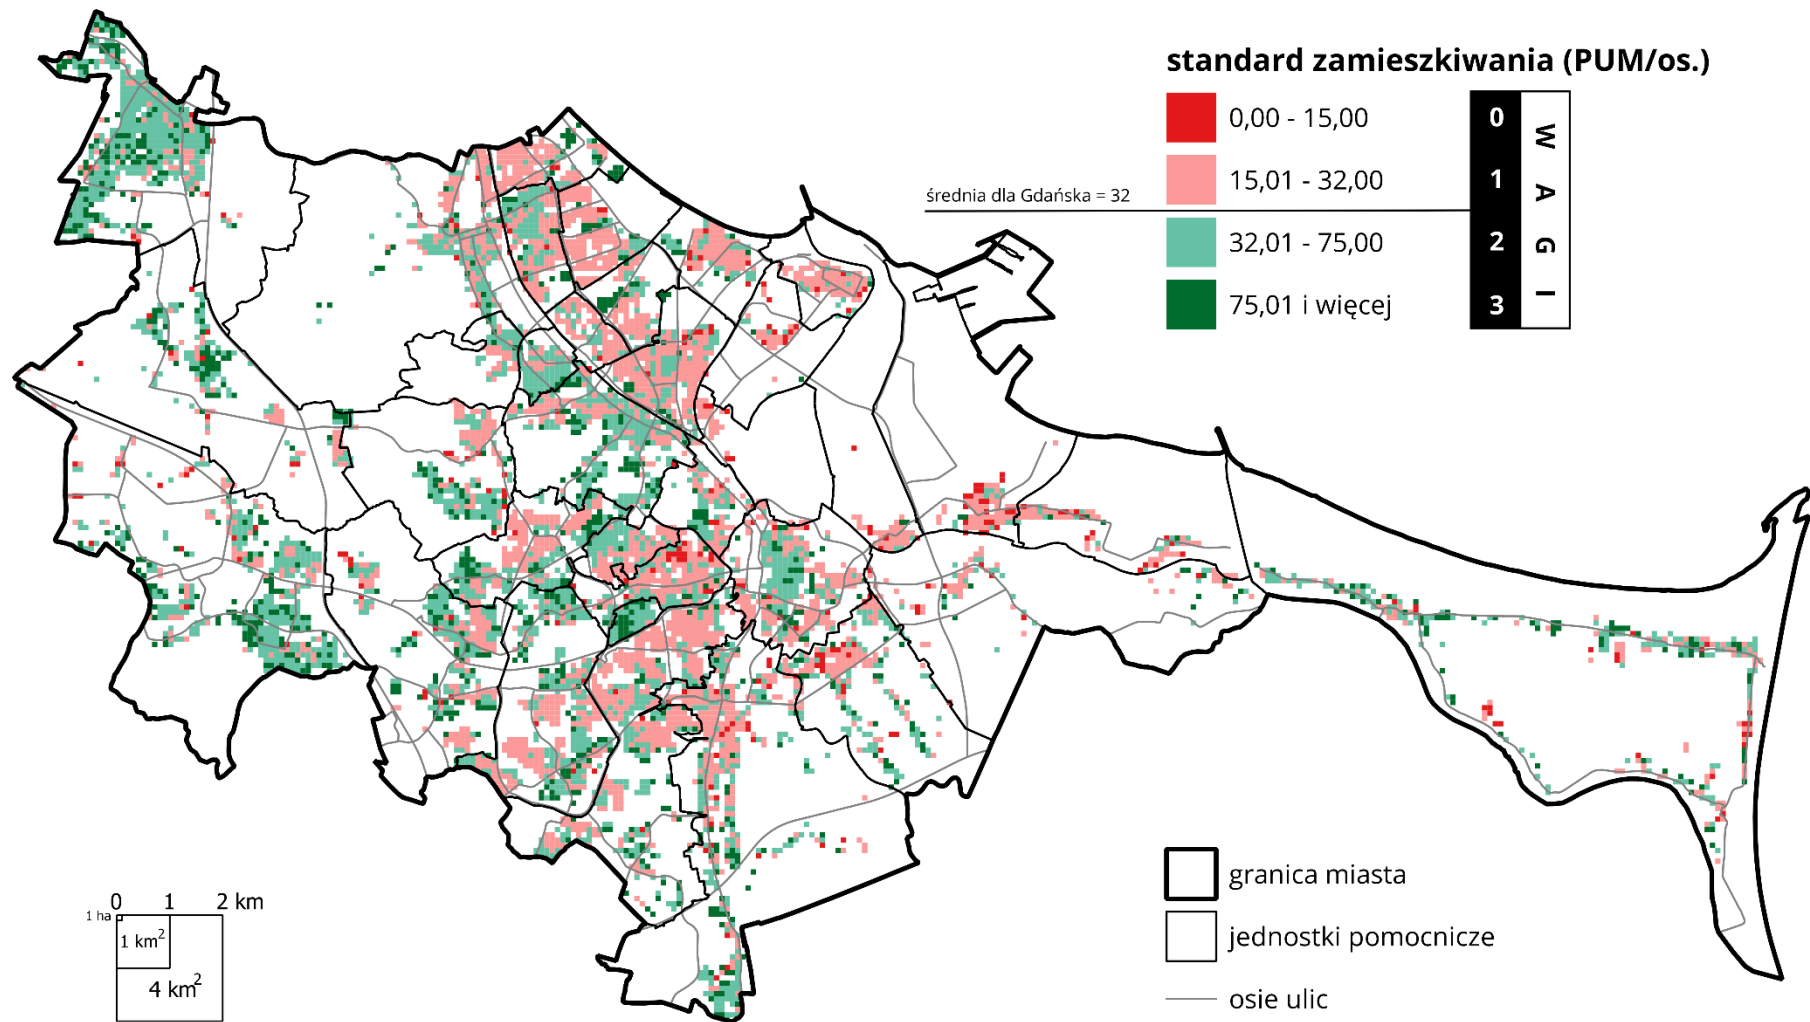 standard zamieszkiwania (PUM/os.)
0,00 - 15,00
15,01 - 32,00
32,01 - 75,00
75,01 i więcej
0
1
2
3
WAGI
średnia dla Gdańska = 32
granica miasta
jednostki pomocnicze
osie ulic
0 1 2 km
1 ha
1 km²
4 km²